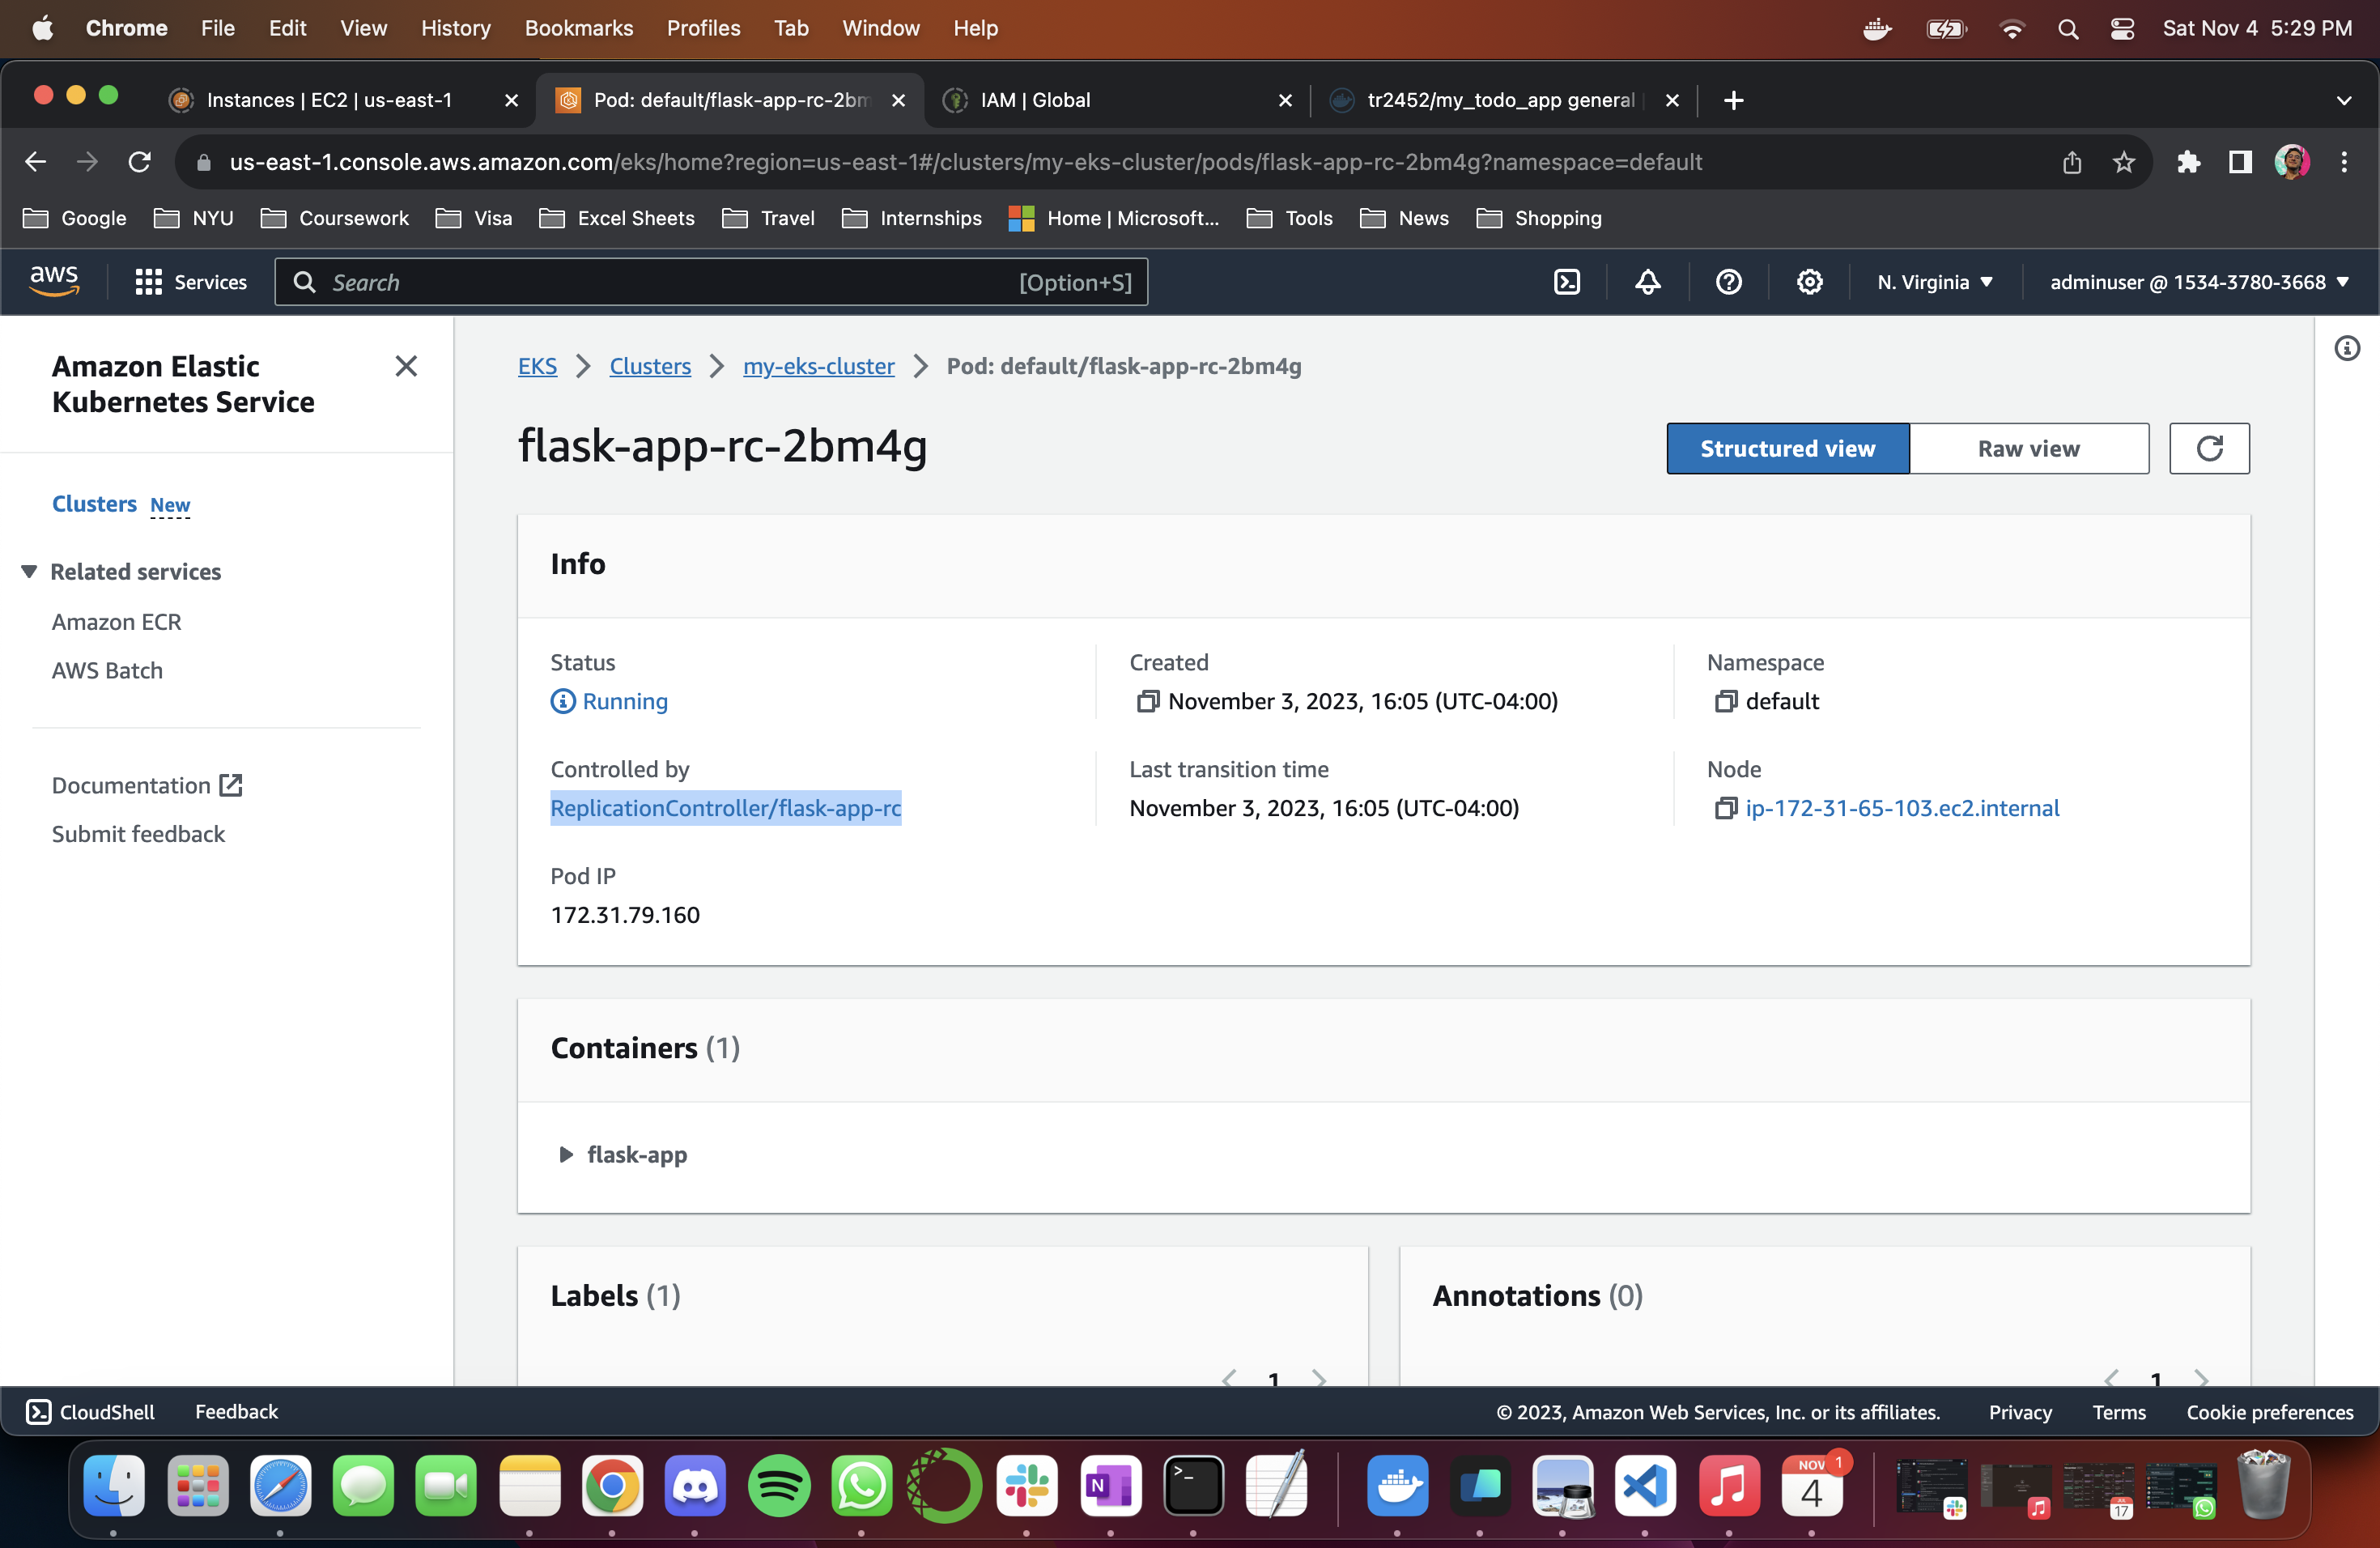 Chrome File Edit View History Bookmarks Profiles Tab Window Help Sat Nov 4 5:29 PM
Instances | EC2 | us-east-1 Pod: default/flask-app-rc-2bm IAM | Global tr2452/my_todo_app general
us-east-1.console.aws.amazon.com/eks/home?region=us-east-1#/clusters/my-eks-cluster/pods/flask-app-rc-2bm4g?namespace=default
Google NYU Coursework Visa Excel Sheets Travel Internships Home | Microsoft... Tools News Shopping
aws Services Search [Option+S] N. Virginia adminuser @ 1534-3780-3668
Amazon Elastic
Kubernetes Service
Clusters New
Related services
Amazon ECR
AWS Batch
Documentation
Submit feedback
EKS Clusters my-eks-cluster Pod: default/flask-app-rc-2bm4g
flask-app-rc-2bm4g
Structured view Raw view
Info
Status
Running
Created
November 3, 2023, 16:05 (UTC-04:00)
Namespace
default
Controlled by
ReplicationController/flask-app-rc
Last transition time
November 3, 2023, 16:05 (UTC-04:00)
Node
ip-172-31-65-103.ec2.internal
Pod IP
172.31.79.160
Containers (1)
flask-app
Labels (1)
1
Annotations (0)
1
CloudShell Feedback © 2023, Amazon Web Services, Inc. or its affiliates. Privacy Terms Cookie preferences
N
>_
NOV
4
1
17